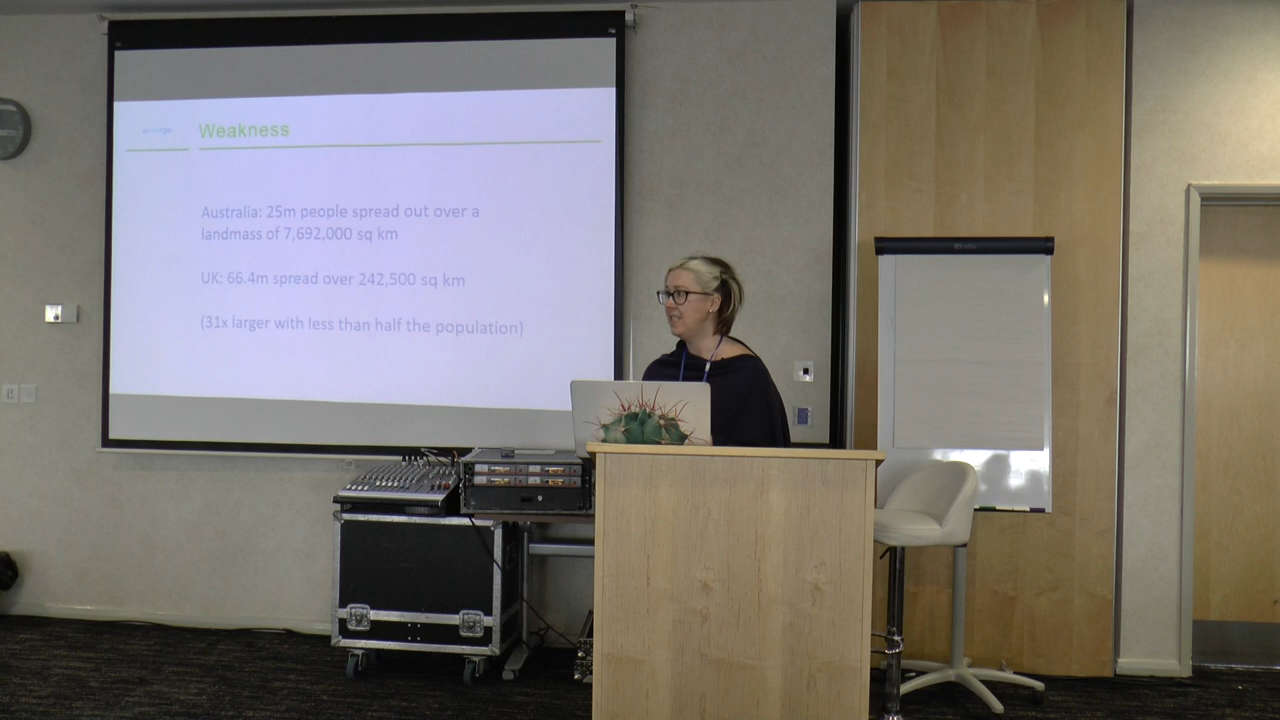 Weakness
Australia: 25m people spread out over a
landmass of 7,692,000 sq km
UK: 66.4m spread over 242,500 sq km
(31x larger with less than half the population)